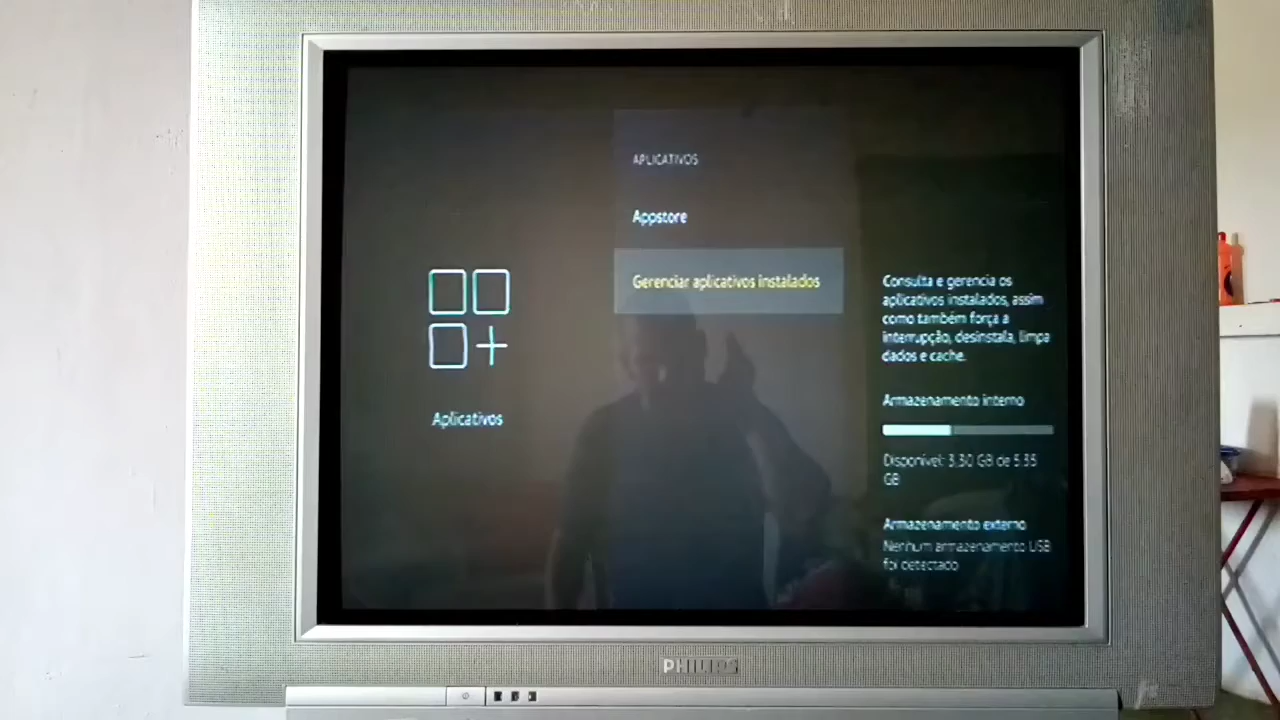 APLICATIVOS
Appstore
Gerenciar aplicativos instalados
Aplicativos
Consulta e gerencia os
aplicativos instalados, assim
como também força a
interrupção, desinstala, limpa
dados e cache.
Armazenamento interno
Disponível: 3.30 GB de 5.35
GB
Armazenamento externo
Nenhum armazenamento USB
foi detectado
PHILIPS